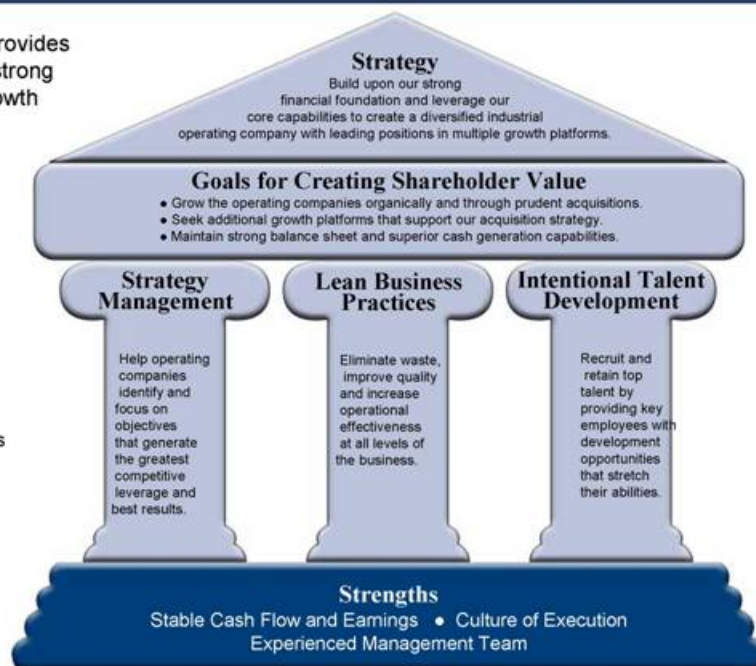 rovides
strong
owth
s
Strategy
Build upon our strong
financial foundation and leverage our
core capabilities to create a diversified industrial
operating company with leading positions in multiple growth platforms.
Goals for Creating Shareholder Value
● Grow the operating companies organically and through prudent acquisitions.
● Seek additional growth platforms that support our acquisition strategy.
● Maintain strong balance sheet and superior cash generation capabilities.
Strategy
Management
Help operating
companies
identify and
focus on
objectives
that generate
the greatest
competitive
leverage and
best results.
Lean Business
Practices
Eliminate waste,
improve quality
and increase
operational
effectiveness
at all levels of
the business.
Intentional Talent
Development
Recruit and
retain top
talent by
providing key
employees with
development
opportunities
that stretch
their abilities.
Strengths
Stable Cash Flow and Earnings ● Culture of Execution
Experienced Management Team